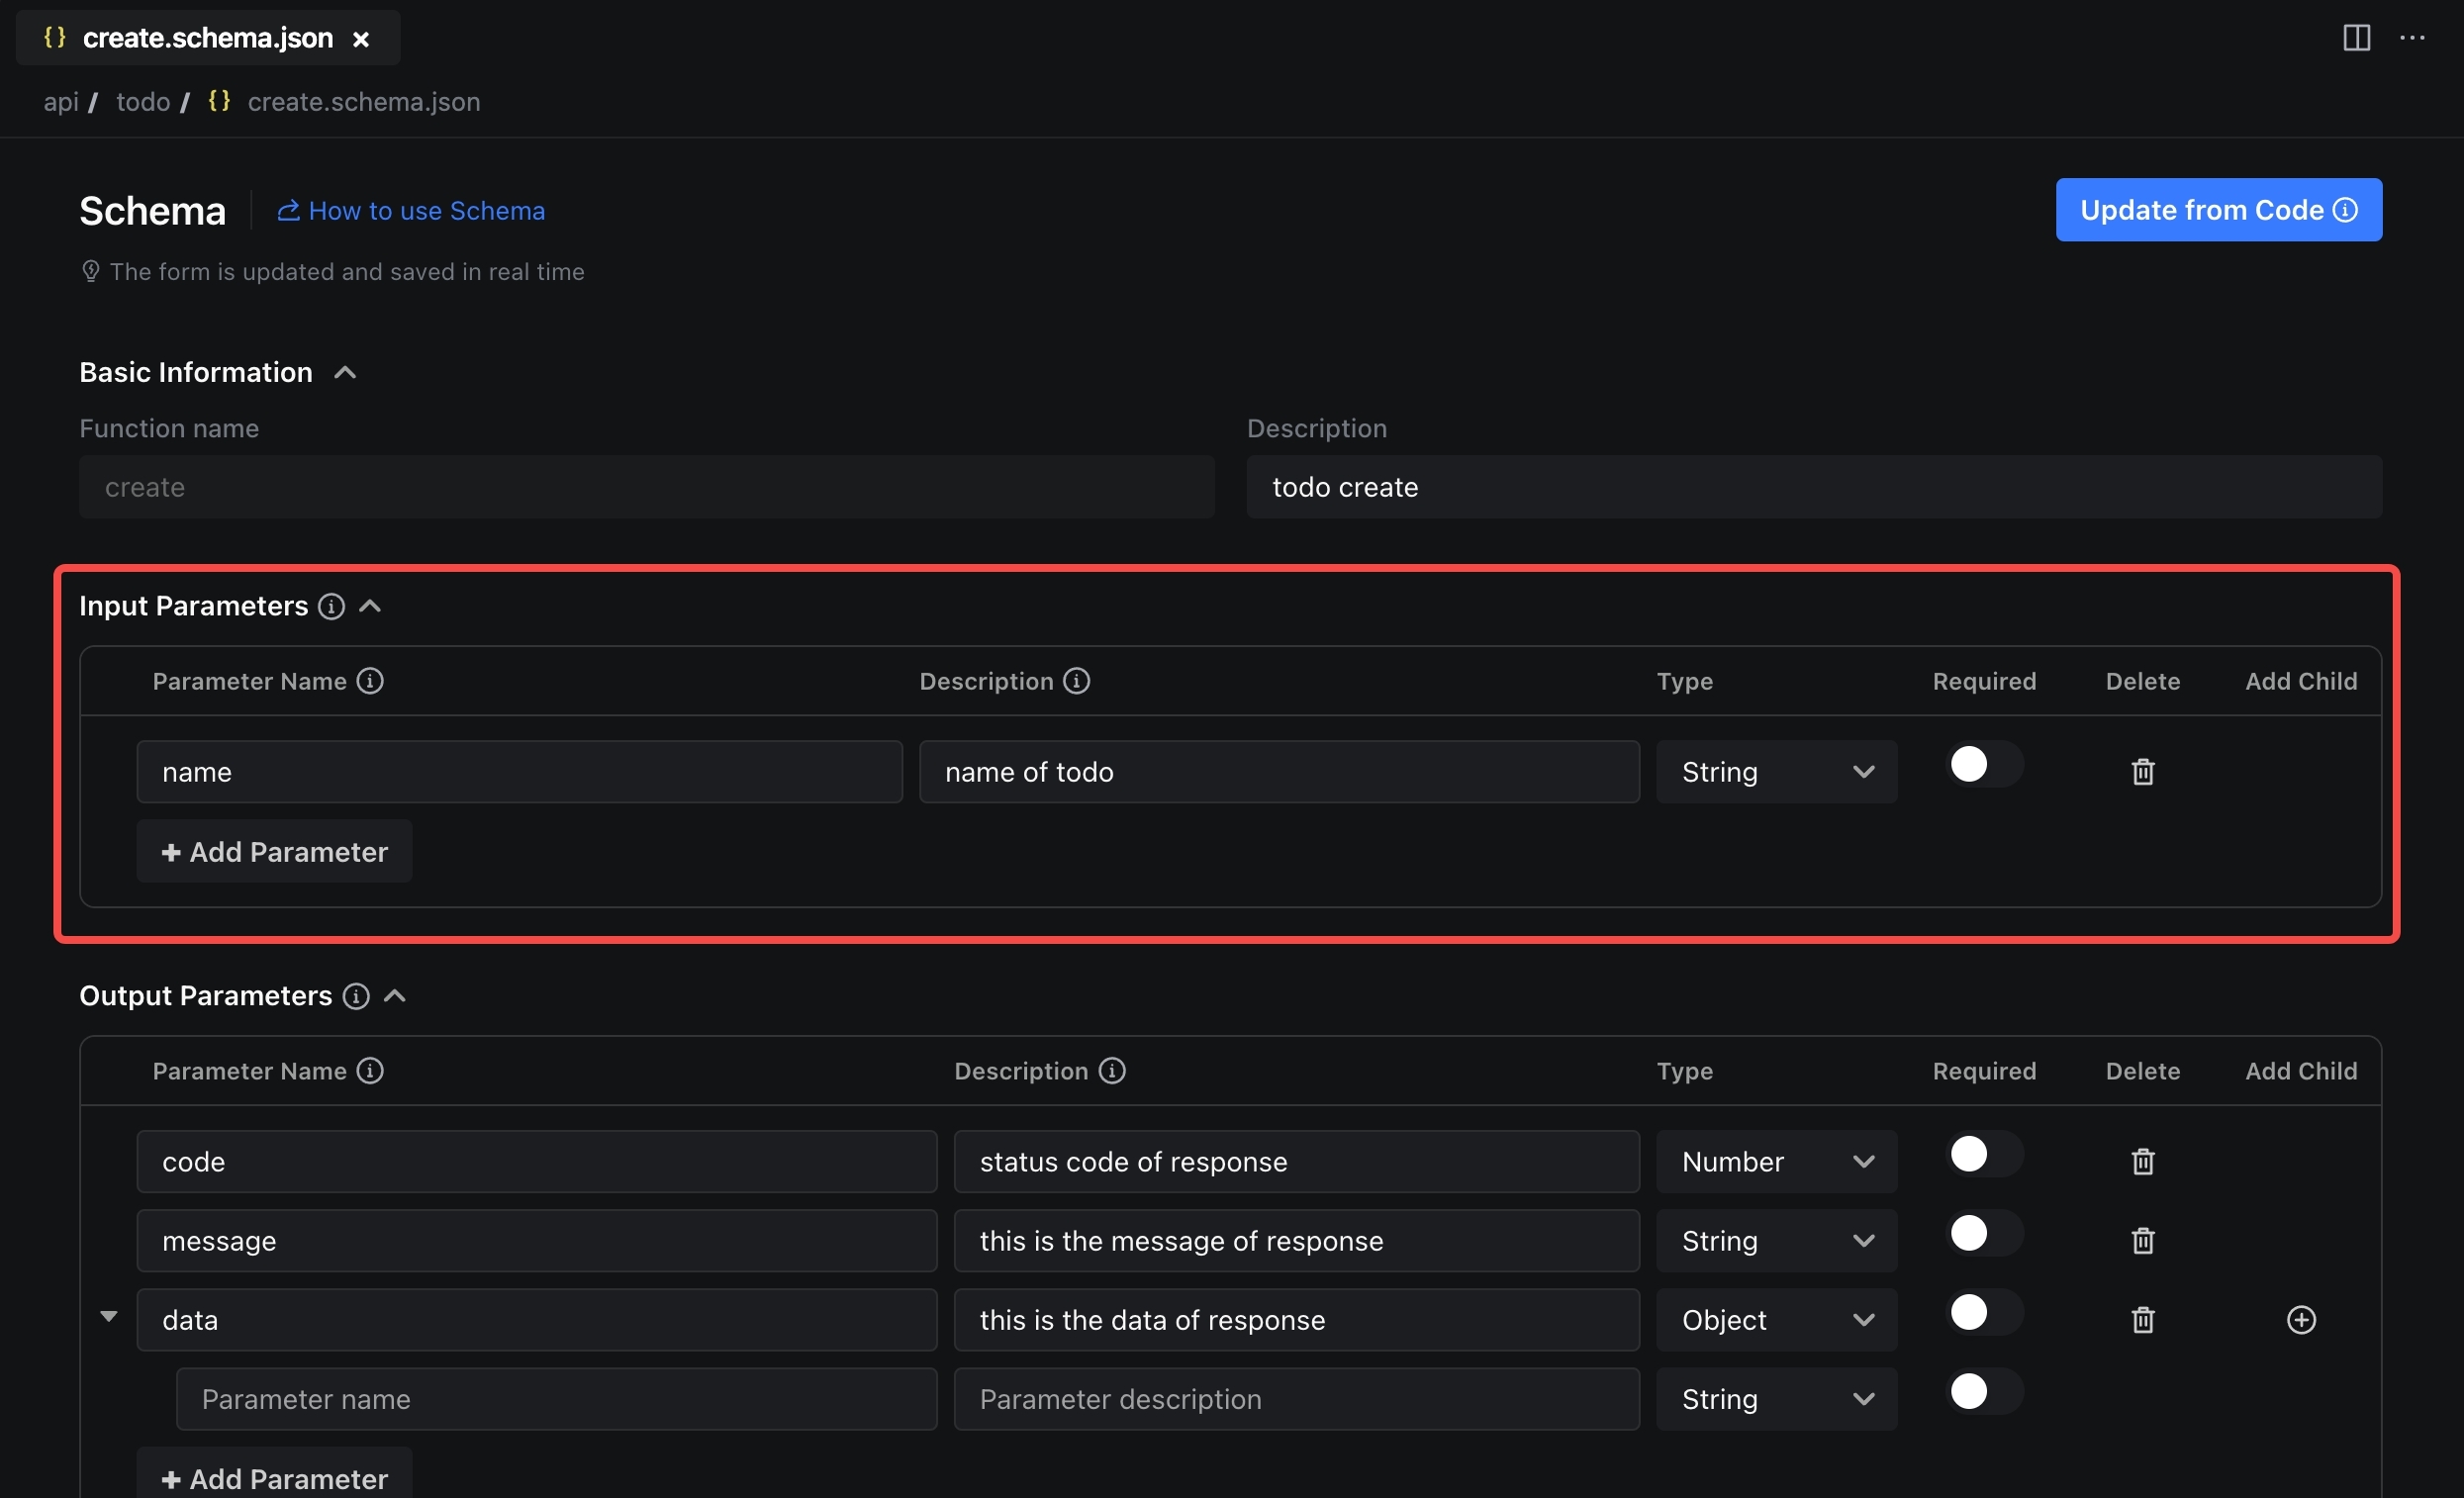 {} create.schema.json ×
api / todo / {} create.schema.json
Schema How to use Schema Update from Code
The form is updated and saved in real time
Basic Information
Function name Description
create todo create
Input Parameters
Parameter Name Description Type Required Delete Add Child
name name of todo String
+ Add Parameter
Output Parameters
Parameter Name Description Type Required Delete Add Child
code status code of response Number
message this is the message of response String
data this is the data of response Object
Parameter name Parameter description String
+ Add Parameter